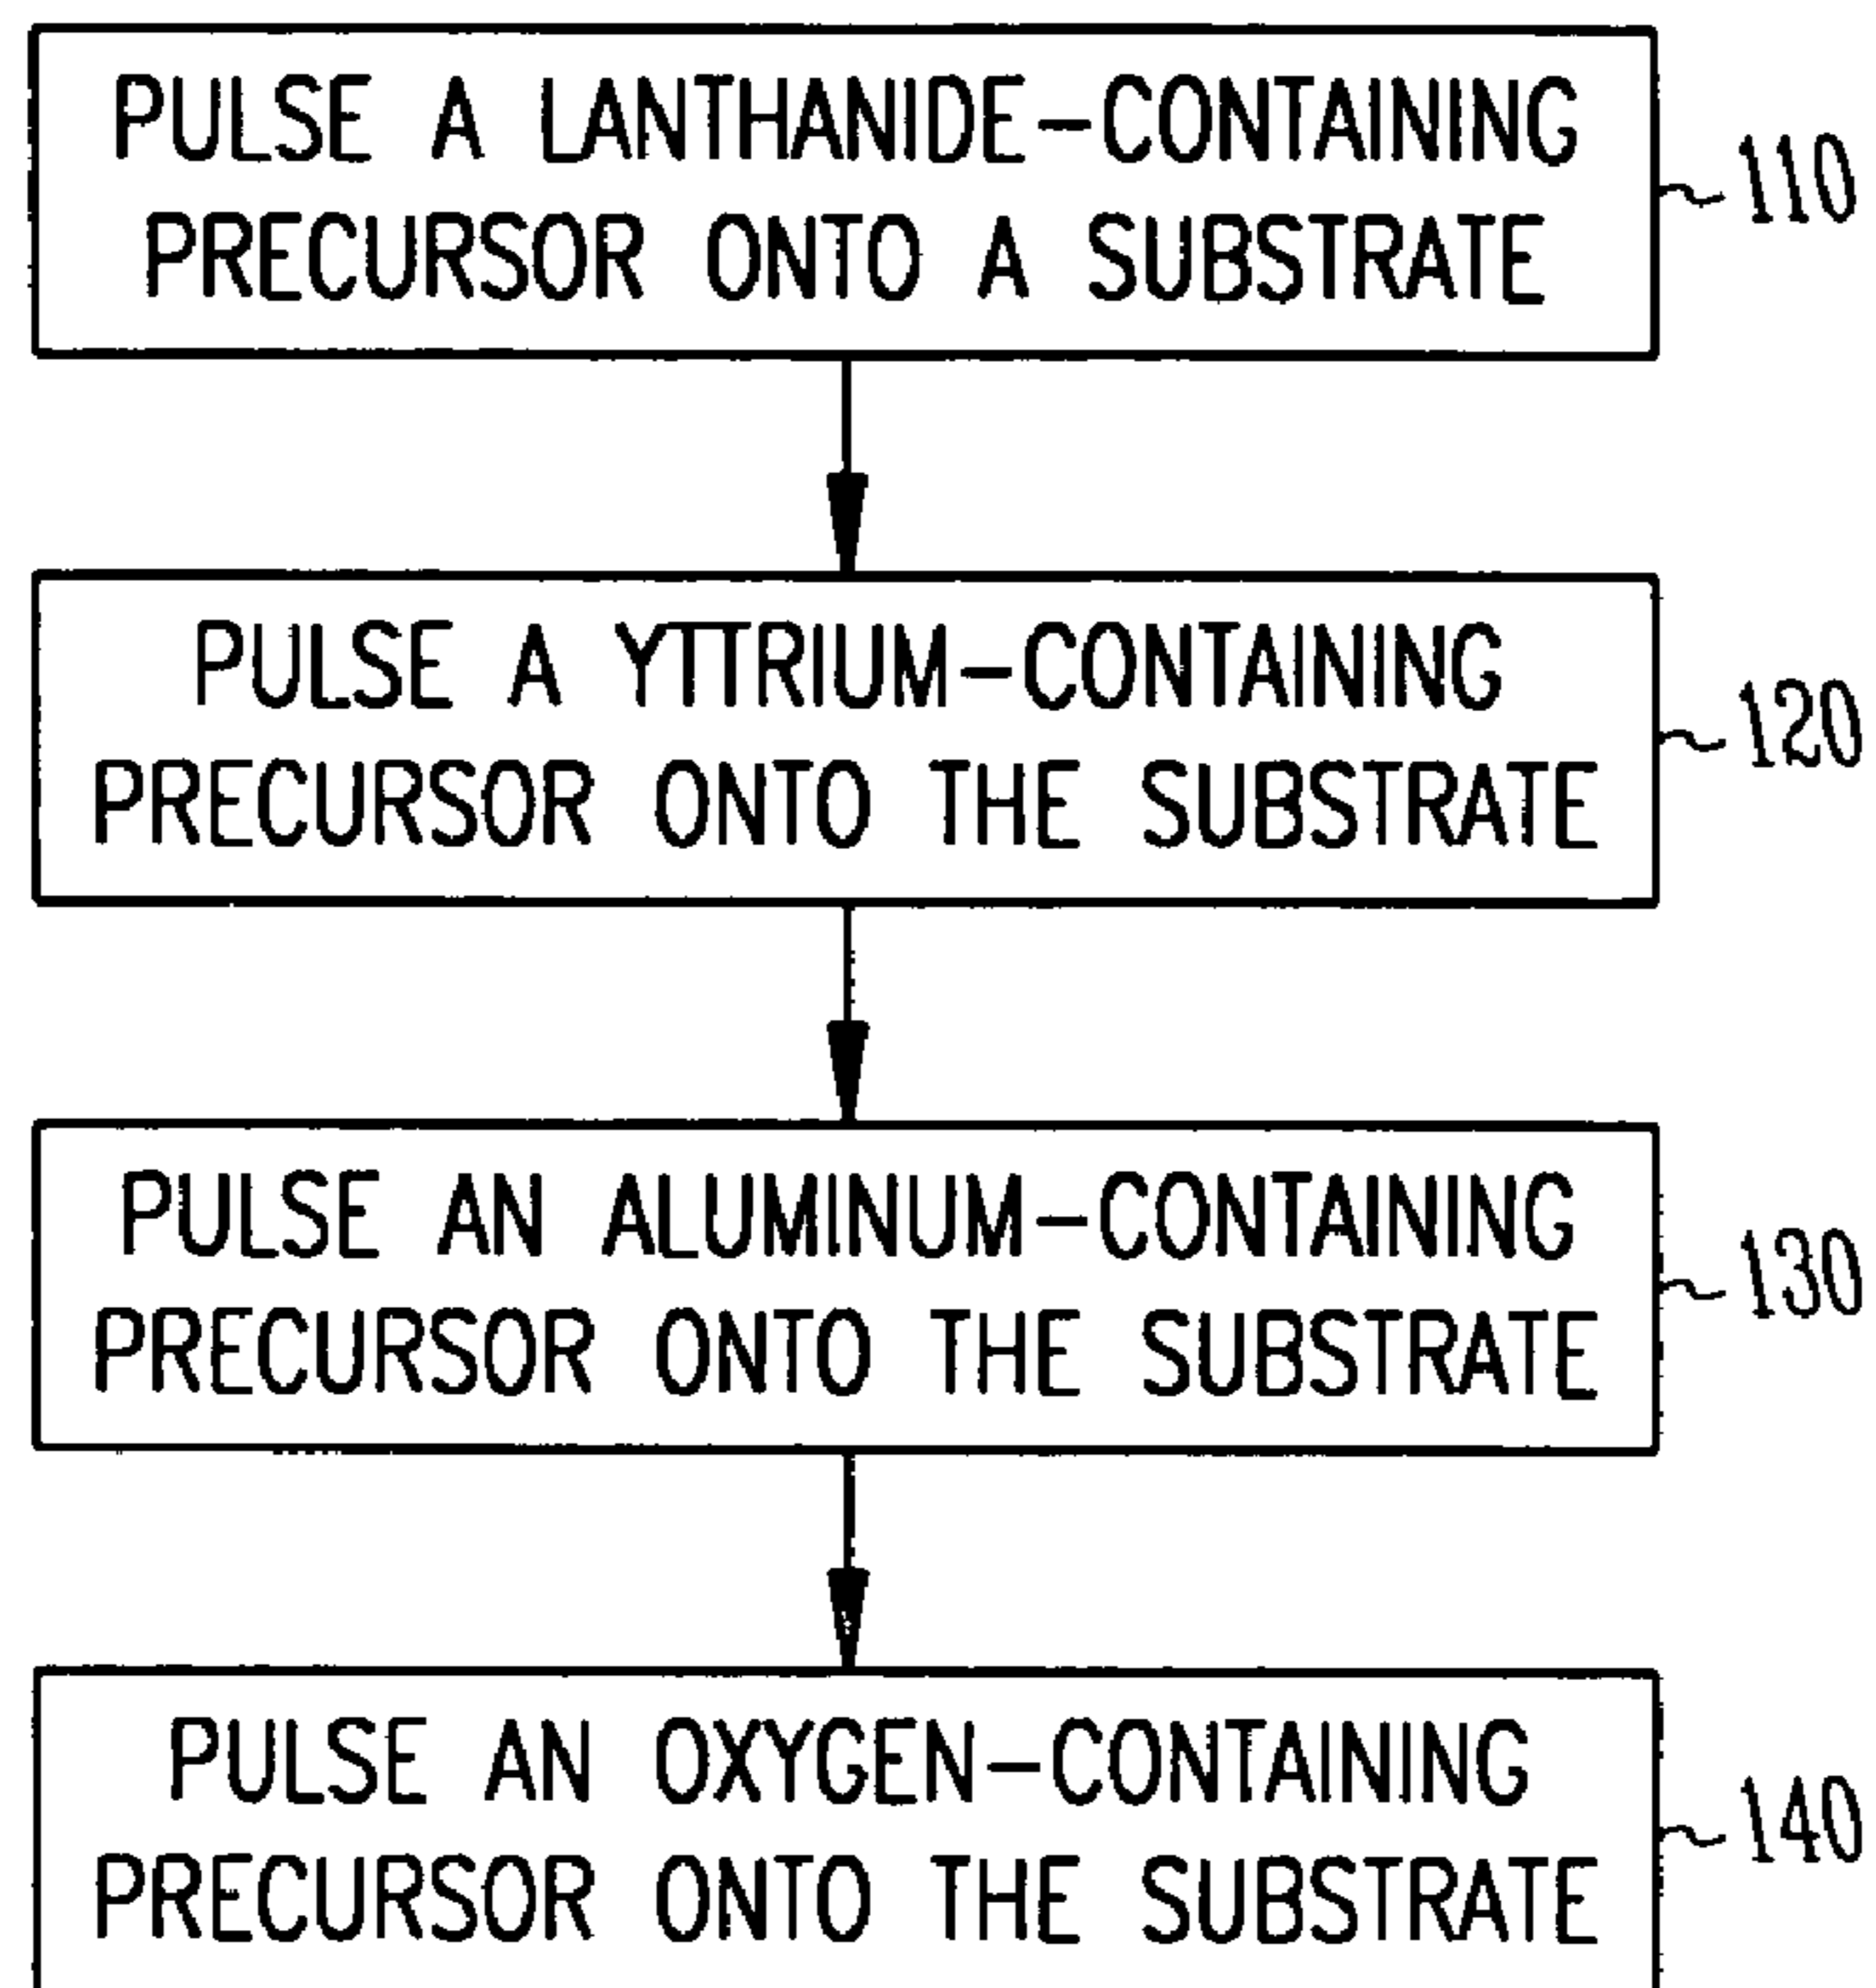 PULSE A LANTHANIDE-CONTAINING
PRECURSOR ONTO A SUBSTRATE
110
PULSE A YTTRIUM-CONTAINING
PRECURSOR ONTO THE SUBSTRATE
120
PULSE AN ALUMINUM-CONTAINING
PRECURSOR ONTO THE SUBSTRATE
130
PULSE AN OXYGEN-CONTAINING
PRECURSOR ONTO THE SUBSTRATE
140